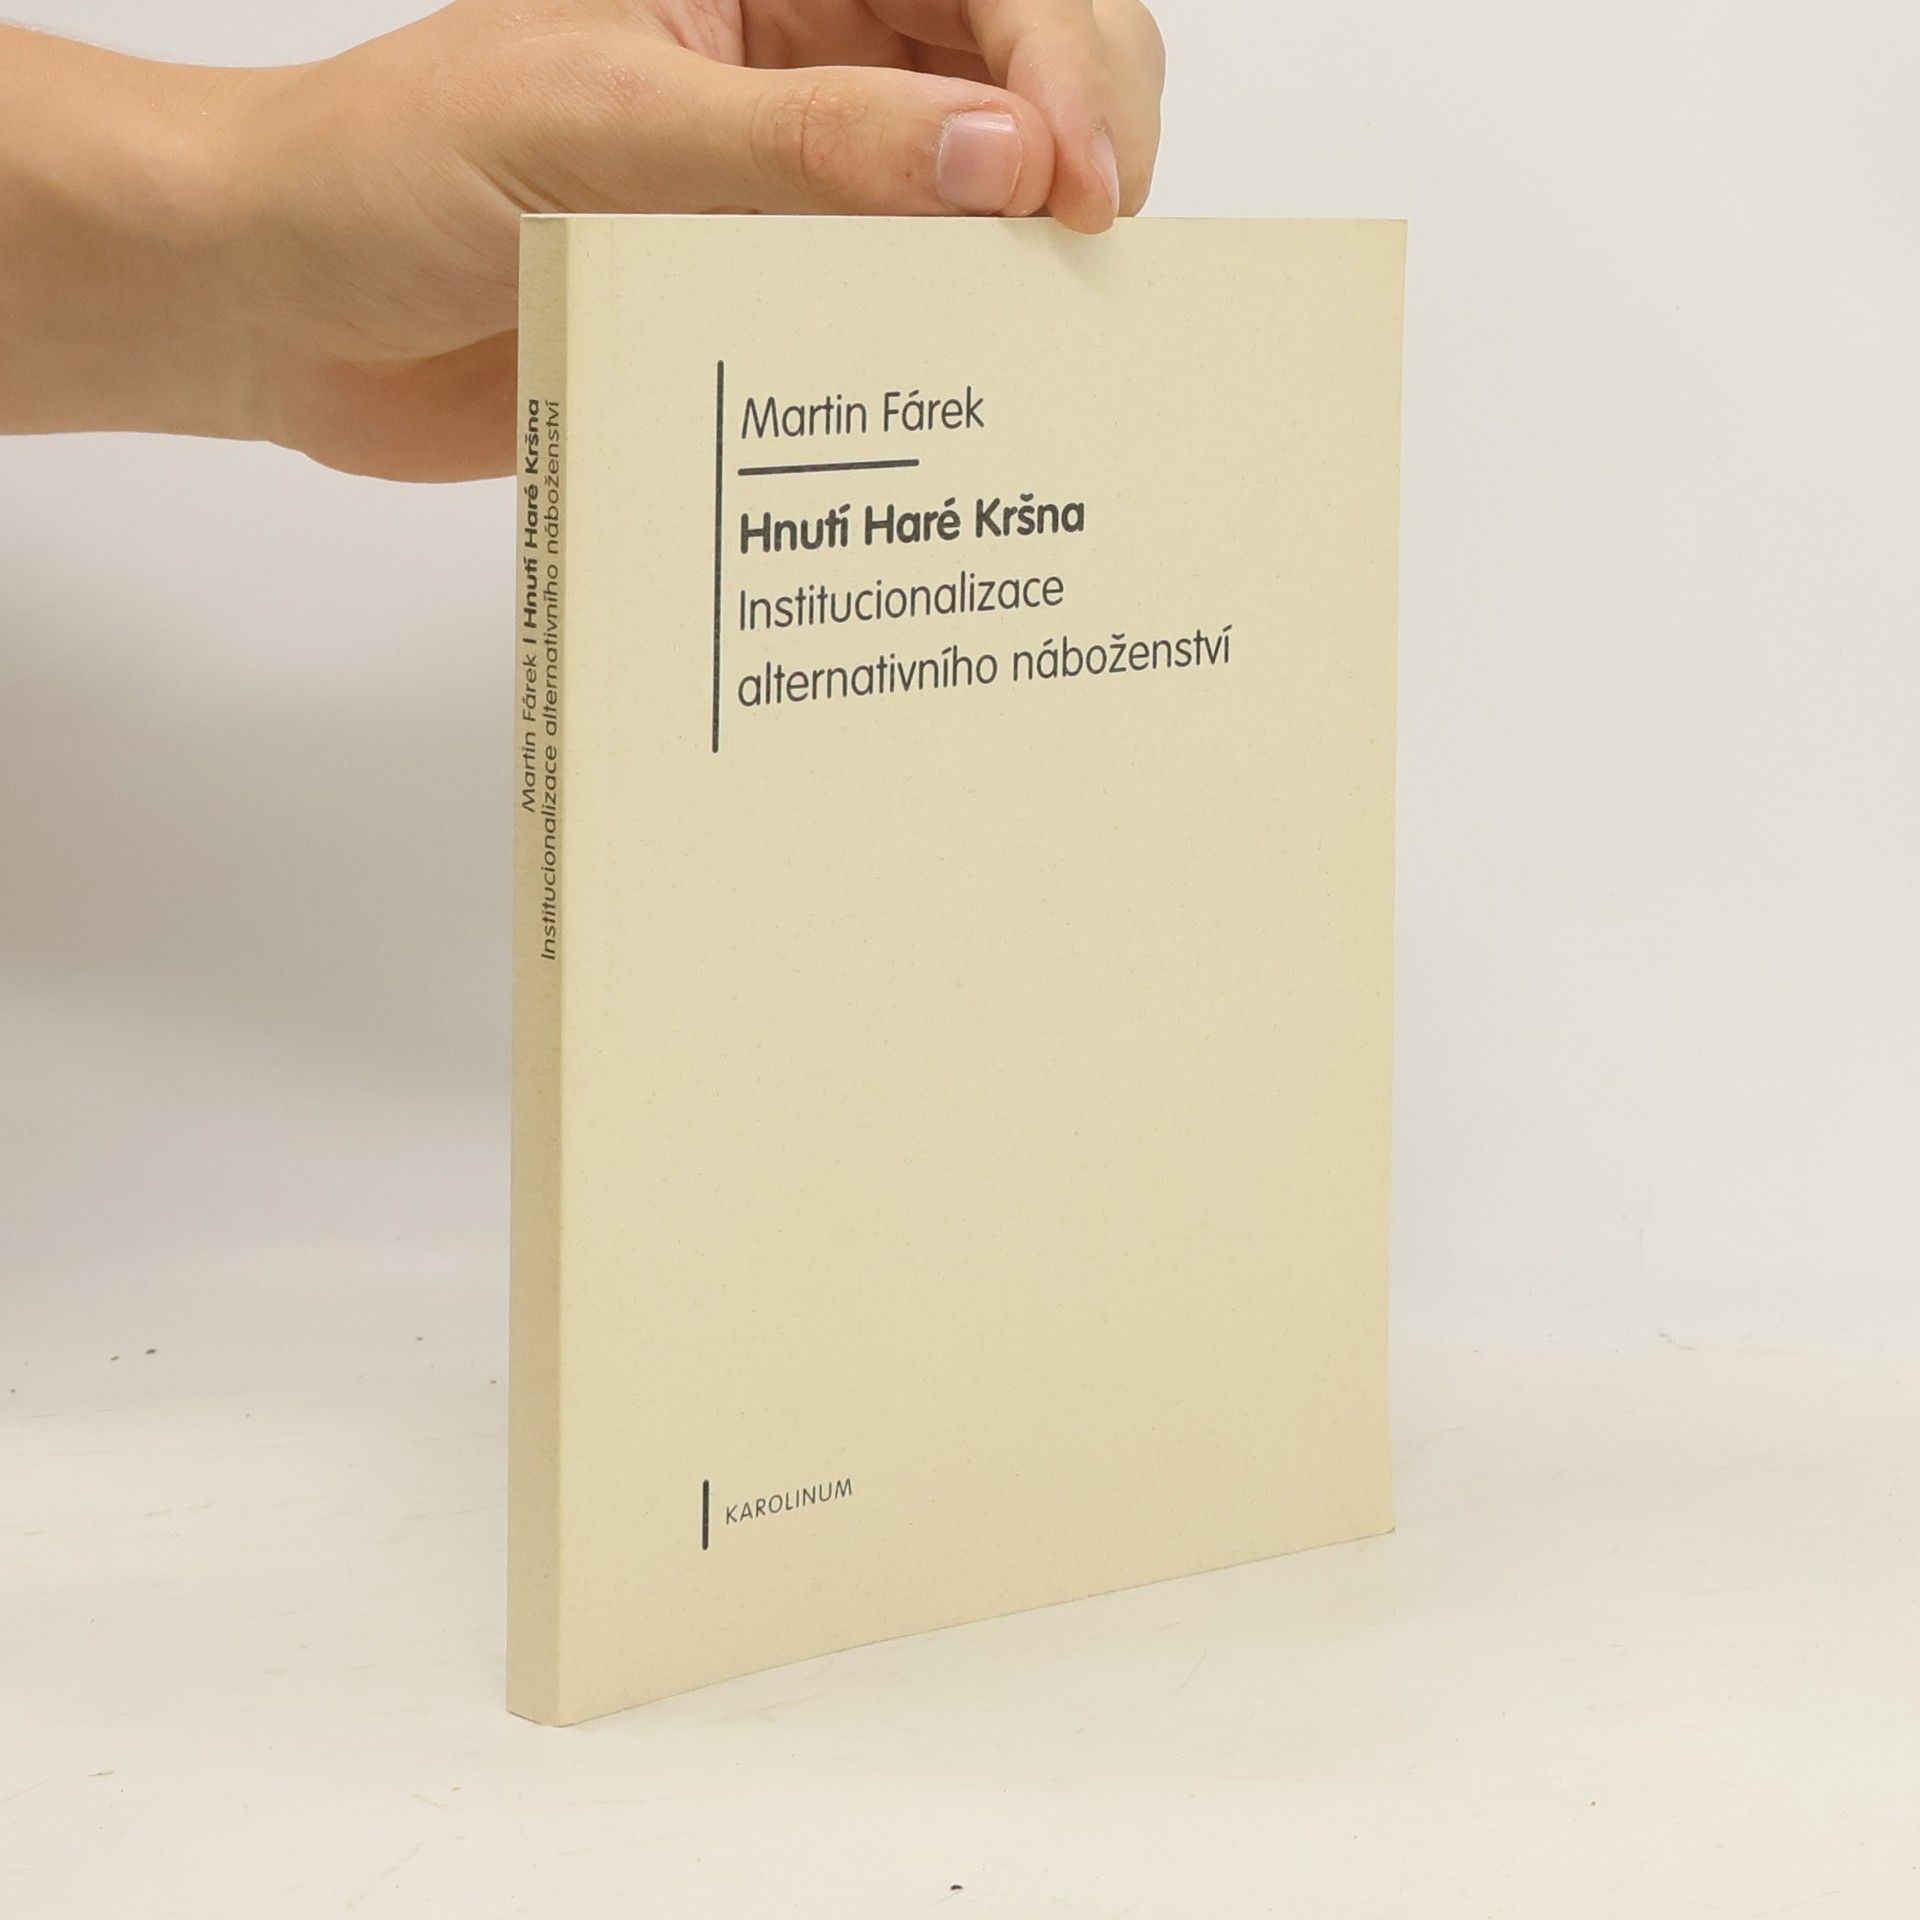 Martin Fárek
Hnutí Haré Kršna
Institucionalizace
alternativního náboženství
KAROLINUM
Martin Fárek | Hnutí Haré Kršna
Institucionalizace alternativního náboženství